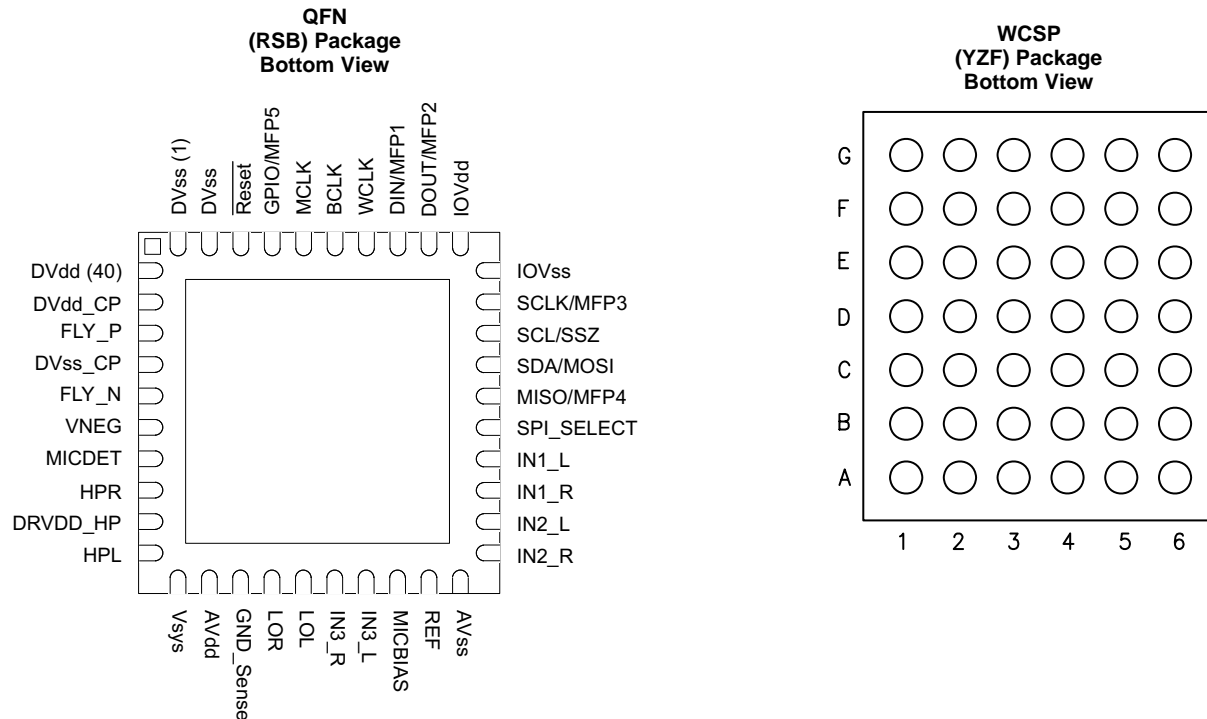 QFN
(RSB) Package
Bottom View
DVss (1)
DVss
Reset
GPIO/MFP5
MCLK
BCLK
WCLK
DIN/MFP1
DOUT/MFP2
IOVdd
DVdd (40)
DVdd_CP
FLY_P
DVss_CP
FLY_N
VNEG
MICDET
HPR
DRVDD_HP
HPL
IOVss
SCLK/MFP3
SCL/SSZ
SDA/MOSI
MISO/MFP4
SPI_SELECT
IN1_L
IN1_R
IN2_L
IN2_R
Vsys
AVdd
GND_Sense
LOR
LOL
IN3_R
IN3_L
MICBIAS
REF
AVss
WCSP
(YZF) Package
Bottom View
G
F
E
D
C
B
A
1 2 3 4 5 6